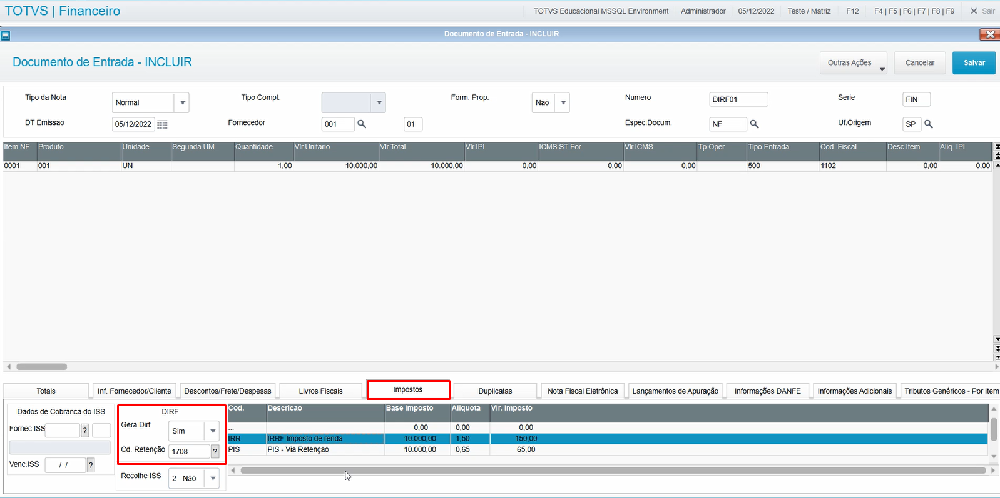 TOTVS | Financeiro TOTVS Educacional MSSQL Environment Administrador 05/12/2022 Teste / Matriz F12 F4 | F5 | F6 | F7 | F8 | F9 Sair
Documento de Entrada - INCLUIR
Documento de Entrada - INCLUIR Outras Ações Cancelar Salvar
Tipo da Nota Normal Tipo Compl. Form. Prop. Nao Numero DIRF01 Serie FIN
DT Emissao 05/12/2022 Fornecedor 001 01 Espec.Docum. NF Uf.Origem SP
Item NF Produto Unidade Segunda UM Quantidade Vlr.Unitario Vlr.Total Vlr.IPI ICMS ST For. Vlr.ICMS Tp.Oper Tipo Entrada Cod. Fiscal Desc.Item Aliq. IPI
0001 001 UN 1,00 10.000,00 10.000,00 0,00 0,00 0,00 500 1102 0,00 0,00
Totais Inf. Fornecedor/Cliente Descontos/Frete/Despesas Livros Fiscais Impostos Duplicatas Nota Fiscal Eletrônica Lançamentos de Apuração Informações DANFE Informações Adicionais Tributos Genéricos - Por Item
Dados de Cobranca do ISS
Fornec ISS ?
Venc.ISS / / ?
DIRF
Gera Dirf Sim
Cd. Retenção 1708 ?
Recolhe ISS 2 - Nao
Cod. Descricao Base Imposto Aliquota Vlr. Imposto
... 0,00 0,00 0,00
IRR IRRF Imposto de renda 10.000,00 1,50 150,00
PIS PIS - Via Retençao 10.000,00 0,65 65,00